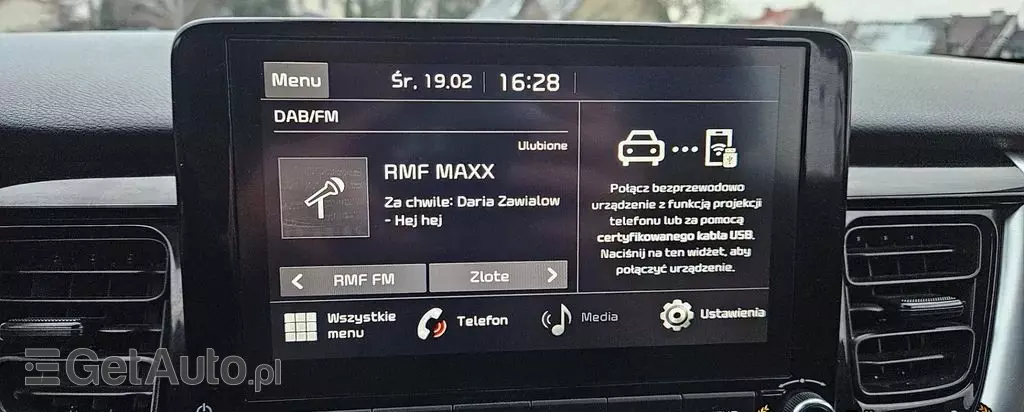 Menu
Śr, 19.02
16:28
DAB/FM
Ulubione
RMF MAXX
Za chwile: Daria Zawialow
- Hej hej
RMF FM
Zlote
Połącz bezprzewodowo
urządzenie z funkcją projekcji
telefonu lub za pomocą
certyfikowanego kabla USB.
Naciśnij na ten widżet, aby
połączyć urządzenie.
Wszystkie
menu
Telefon
Media
Ustawienia
GetAuto.pl